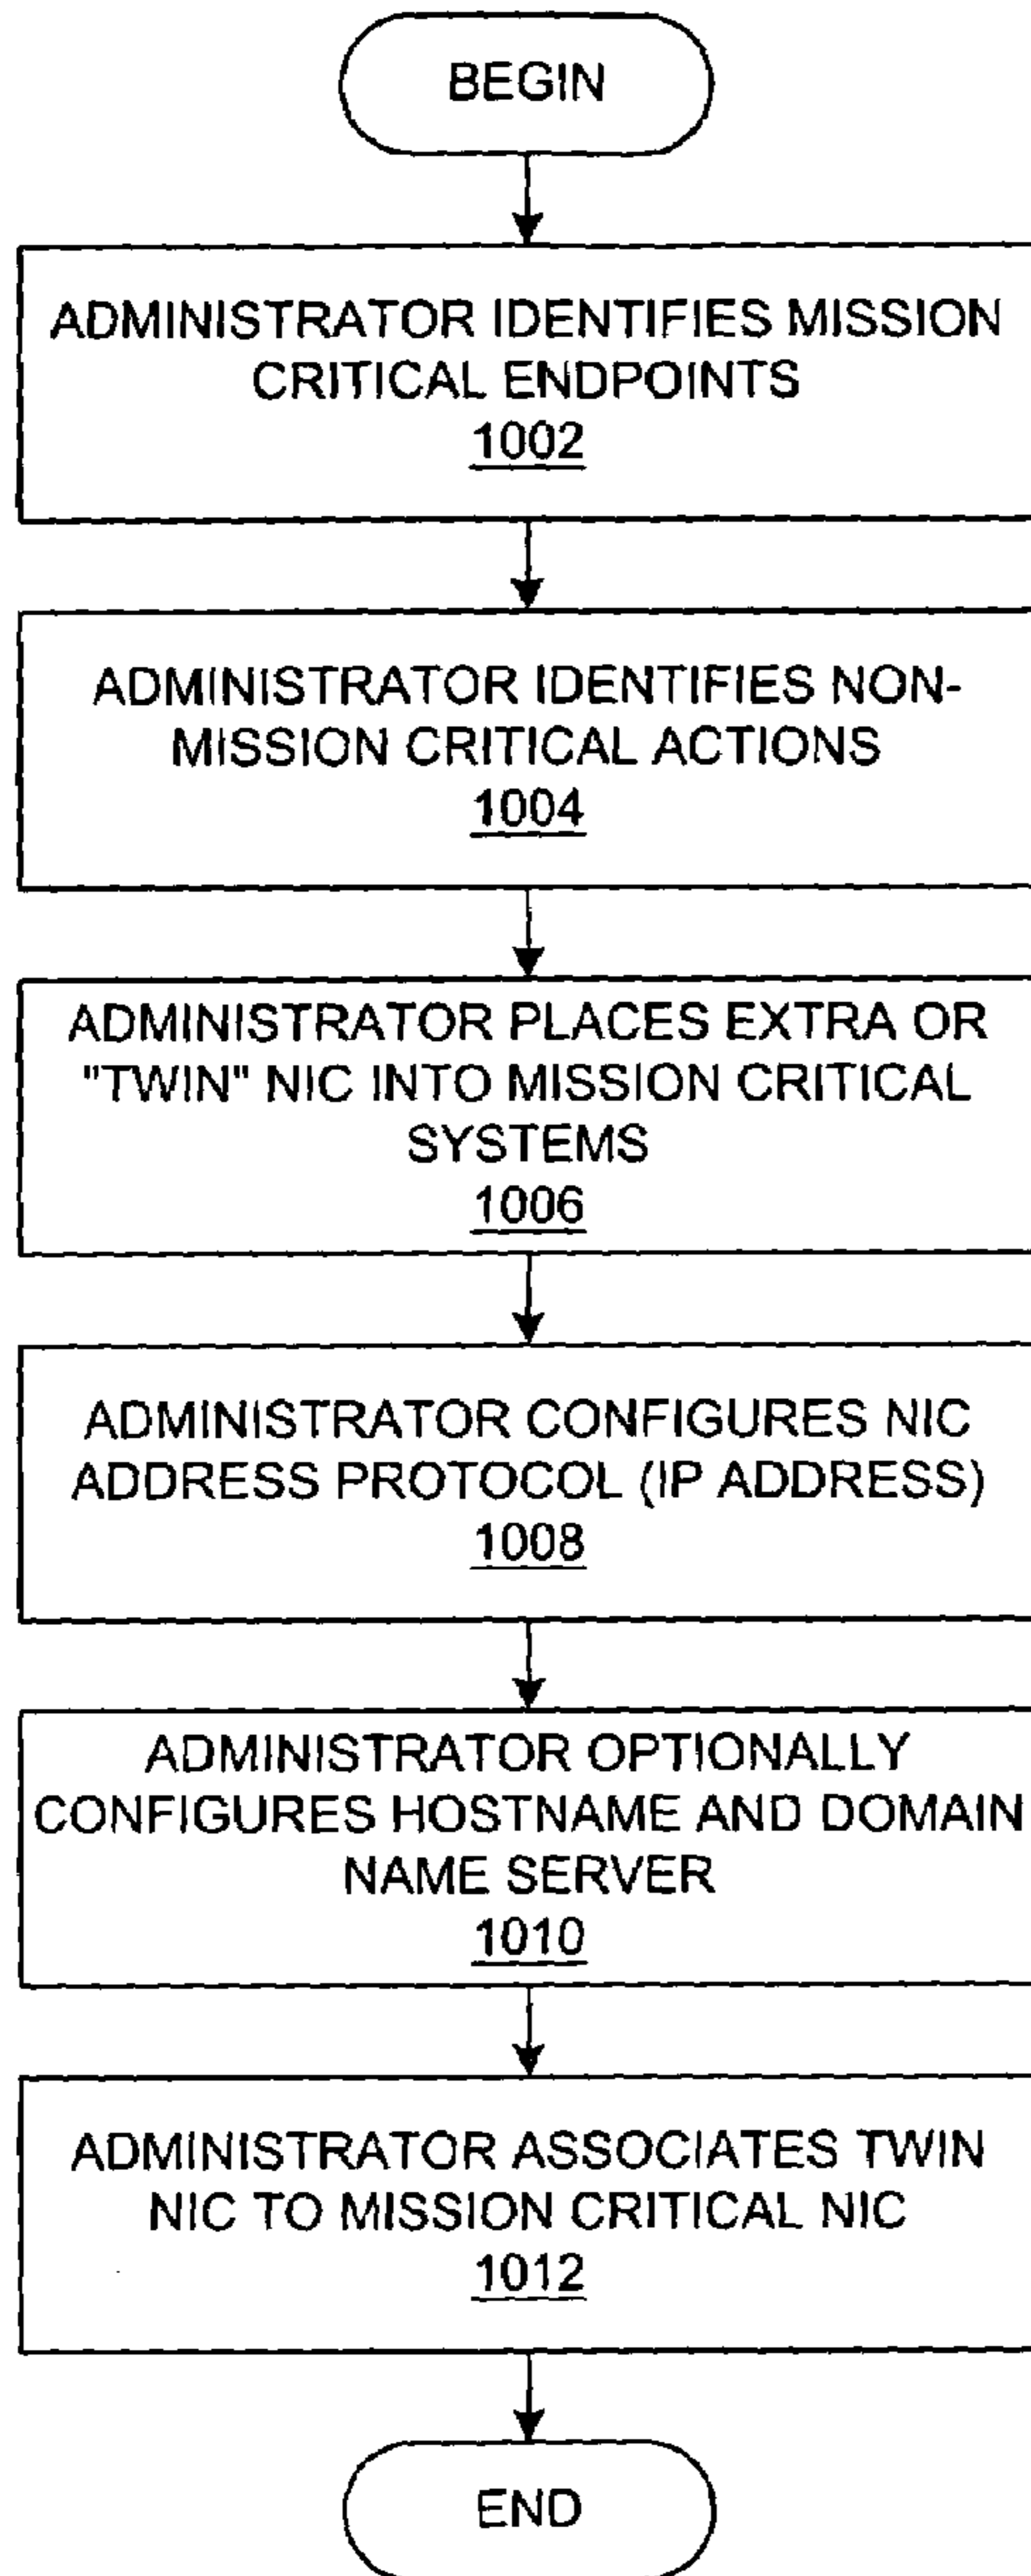 BEGIN
ADMINISTRATOR IDENTIFIES MISSION
CRITICAL ENDPOINTS
1002
ADMINISTRATOR IDENTIFIES NON-
MISSION CRITICAL ACTIONS
1004
ADMINISTRATOR PLACES EXTRA OR
"TWIN" NIC INTO MISSION CRITICAL
SYSTEMS
1006
ADMINISTRATOR CONFIGURES NIC
ADDRESS PROTOCOL (IP ADDRESS)
1008
ADMINISTRATOR OPTIONALLY
CONFIGURES HOSTNAME AND DOMAIN
NAME SERVER
1010
ADMINISTRATOR ASSOCIATES TWIN
NIC TO MISSION CRITICAL NIC
1012
END